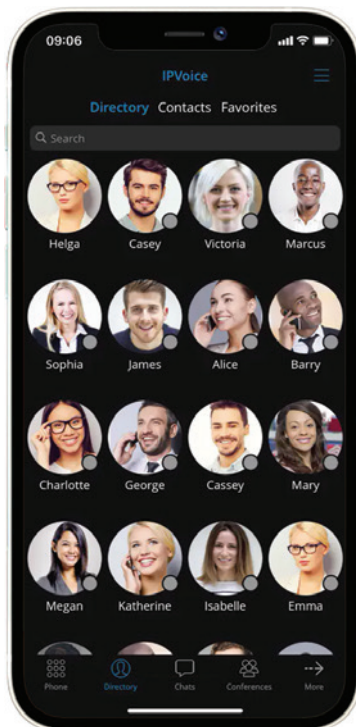 09:06
IPVoice
Directory Contacts Favorites
Search
Helga Casey Victoria Marcus
Sophia James Alice Barry
Charlotte George Cassey Mary
Megan Katherine Isabelle Emma
Phone Directory Chats Conferences More